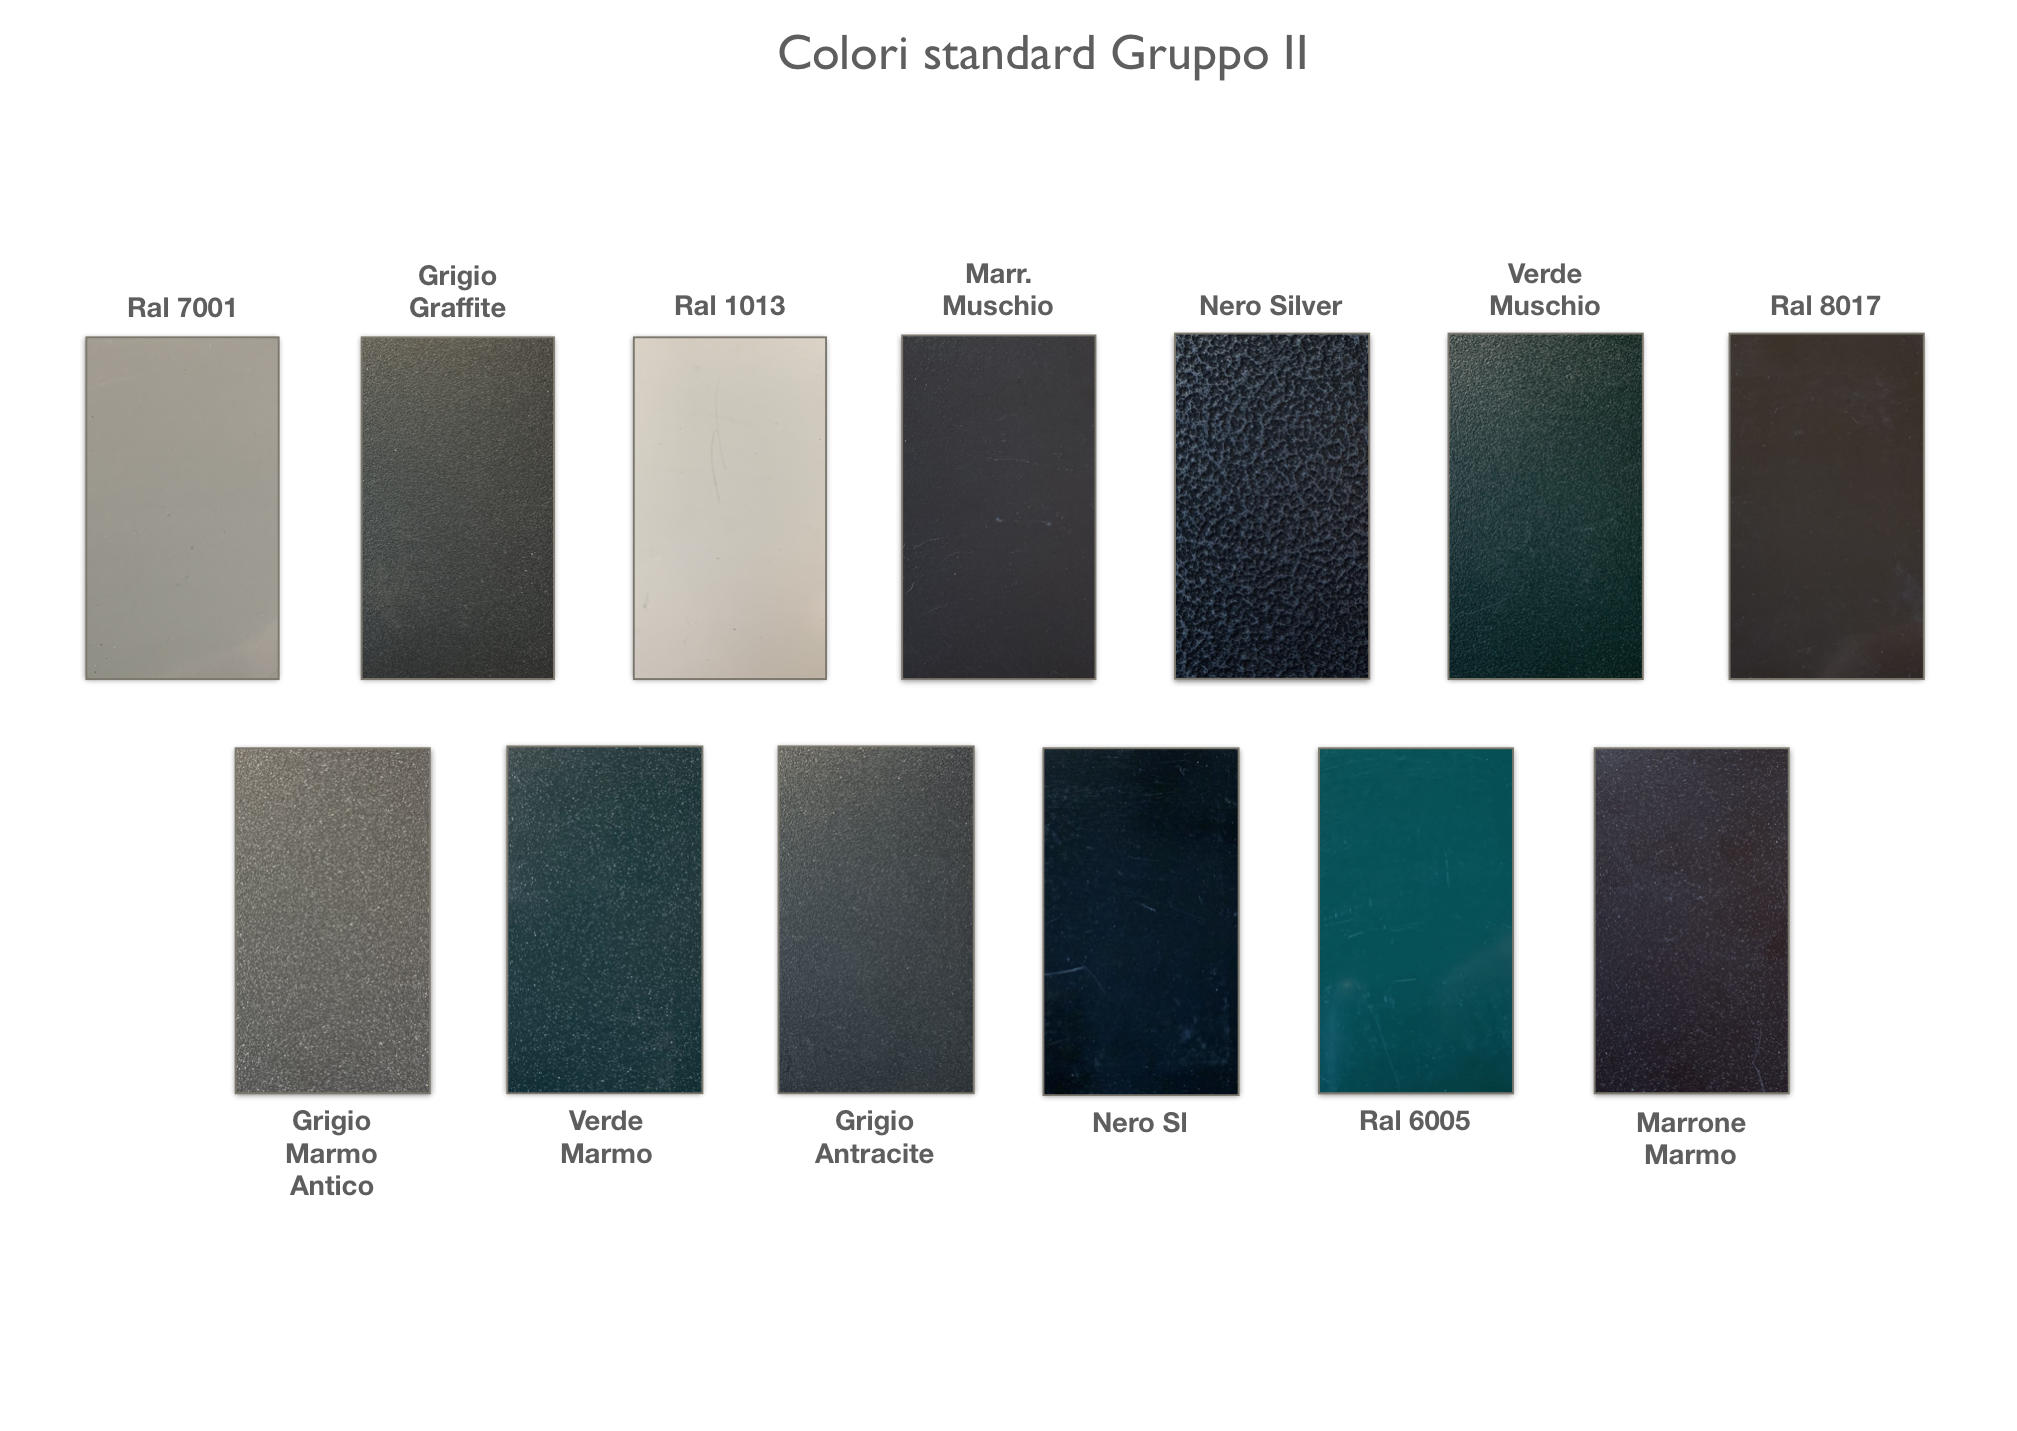 Colori standard Gruppo II
Ral 7001
Grigio
Graffite
Ral 1013
Marr.
Muschio
Nero Silver
Verde
Muschio
Ral 8017
Grigio
Marmo
Antico
Verde
Marmo
Grigio
Antracite
Nero Sl
Ral 6005
Marrone
Marmo